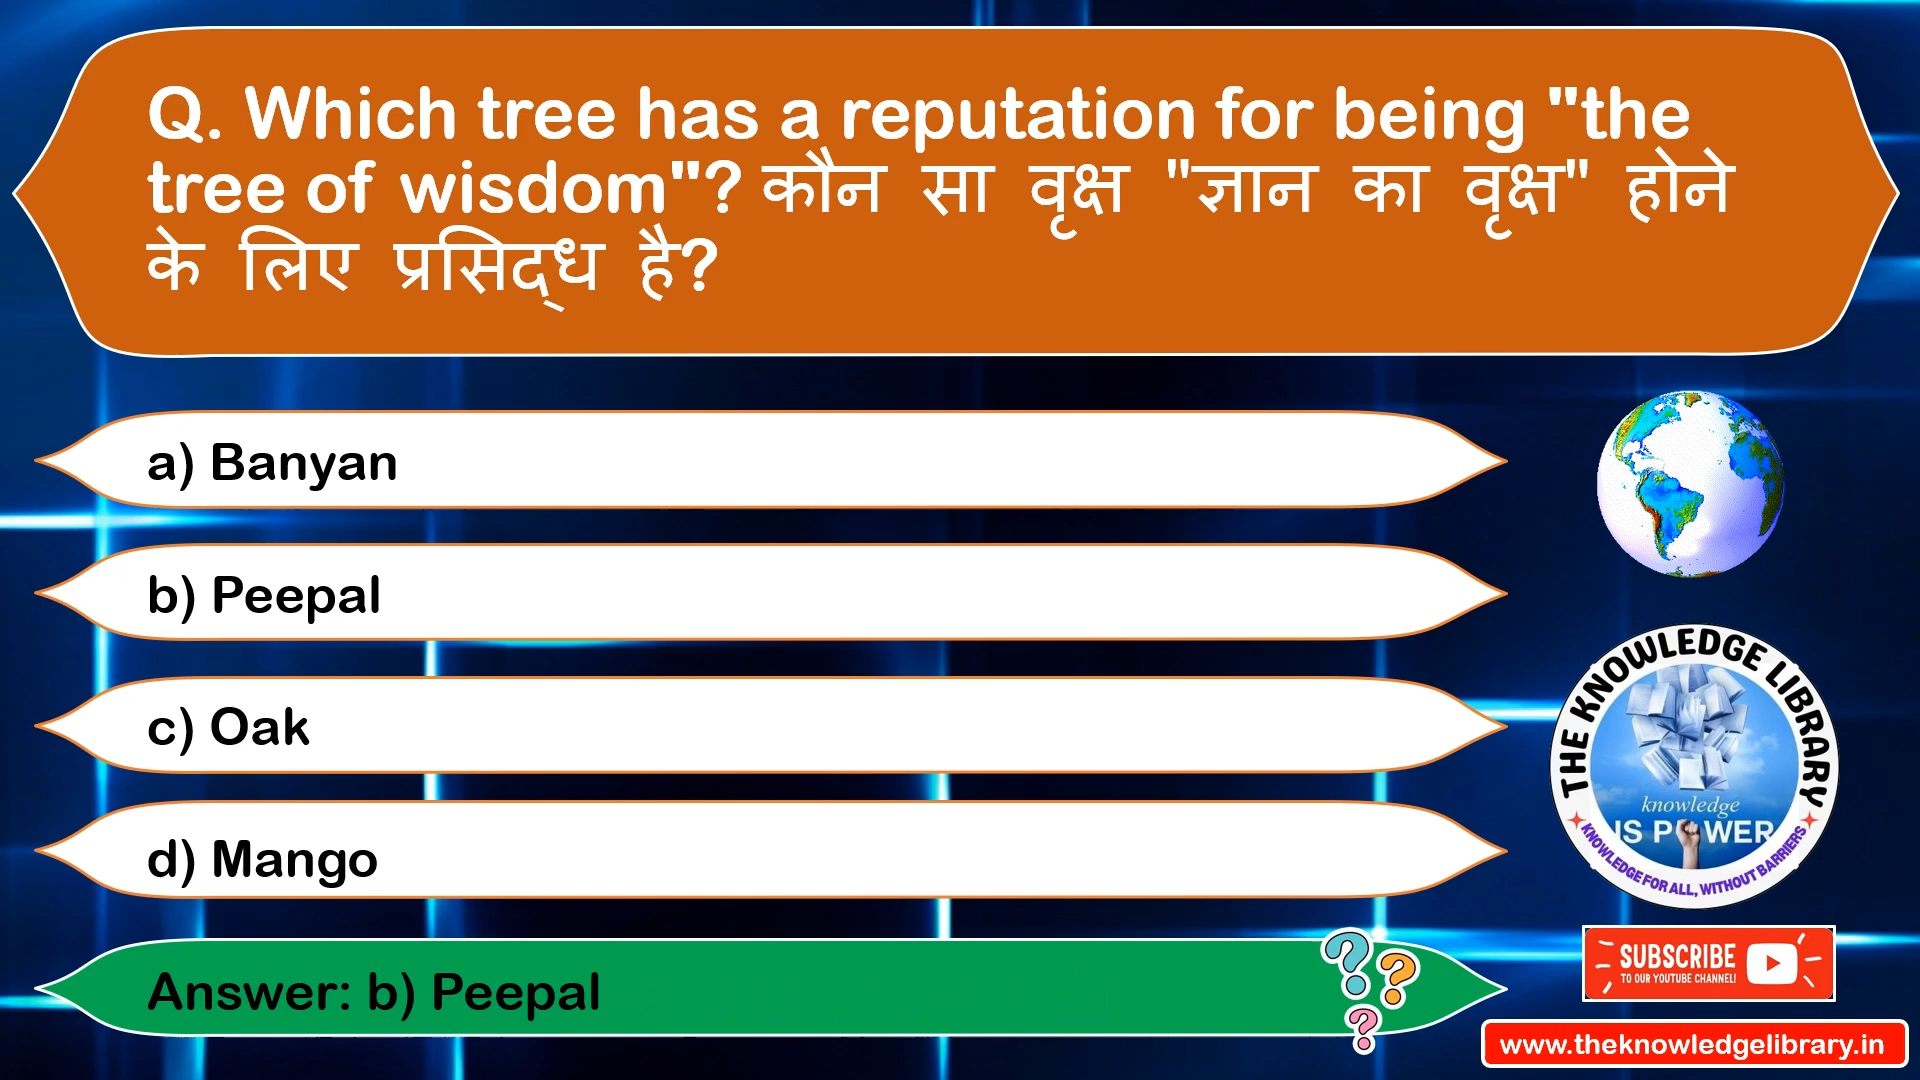 Q. Which tree has a reputation for being "the
tree of wisdom"? कौन सा वृक्ष "ज्ञान का वृक्ष" होने
के लिए प्रसिद्ध है?
a) Banyan
b) Peepal
c) Oak
d) Mango
Answer: b) Peepal
THE KNOWLEDGE LIBRARY
knowledge
IS POWER
KNOWLEDGE FOR ALL, WITHOUT BARRIERS
SUBSCRIBE
TO OUR YOUTUBE CHANNEL!
www.theknowledgelibrary.in